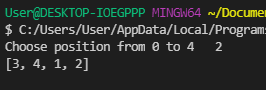 User@DESKTOP-IOEGPPP MINGW64 ~/Docume
$ C:/Users/User/AppData/Local/Program
Choose position from 0 to 4   2
[3, 4, 1, 2]